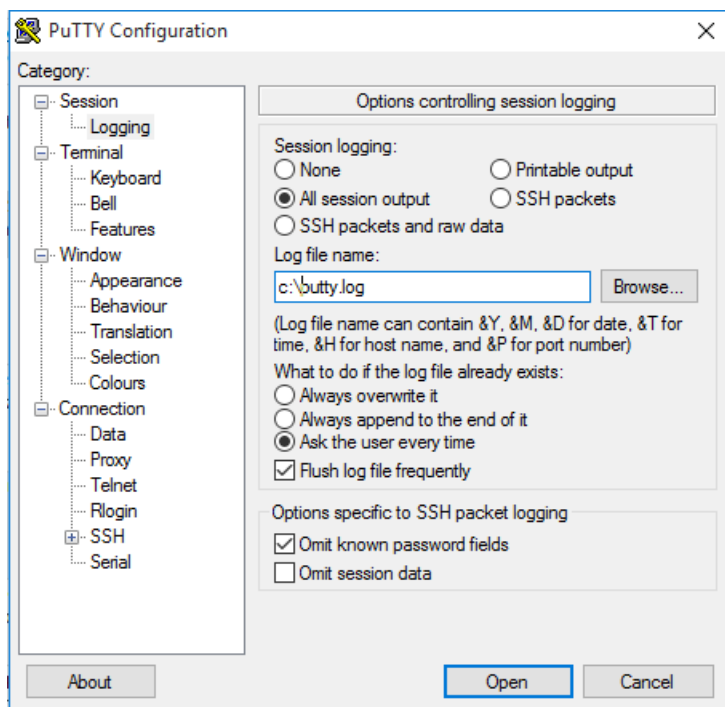 PuTTY Configuration
Category:
Session
Logging
Terminal
Keyboard
Bell
Features
Window
Appearance
Behaviour
Translation
Selection
Colours
Connection
Data
Proxy
Telnet
Rlogin
SSH
Serial
Options controlling session logging
Session logging:
None
Printable output
All session output
SSH packets
SSH packets and raw data
Log file name:
c:\putty.log
Browse...
(Log file name can contain &Y, &M, &D for date, &T for
time, &H for host name, and &P for port number)
What to do if the log file already exists:
Always overwrite it
Always append to the end of it
Ask the user every time
Flush log file frequently
Options specific to SSH packet logging
Omit known password fields
Omit session data
About
Open
Cancel